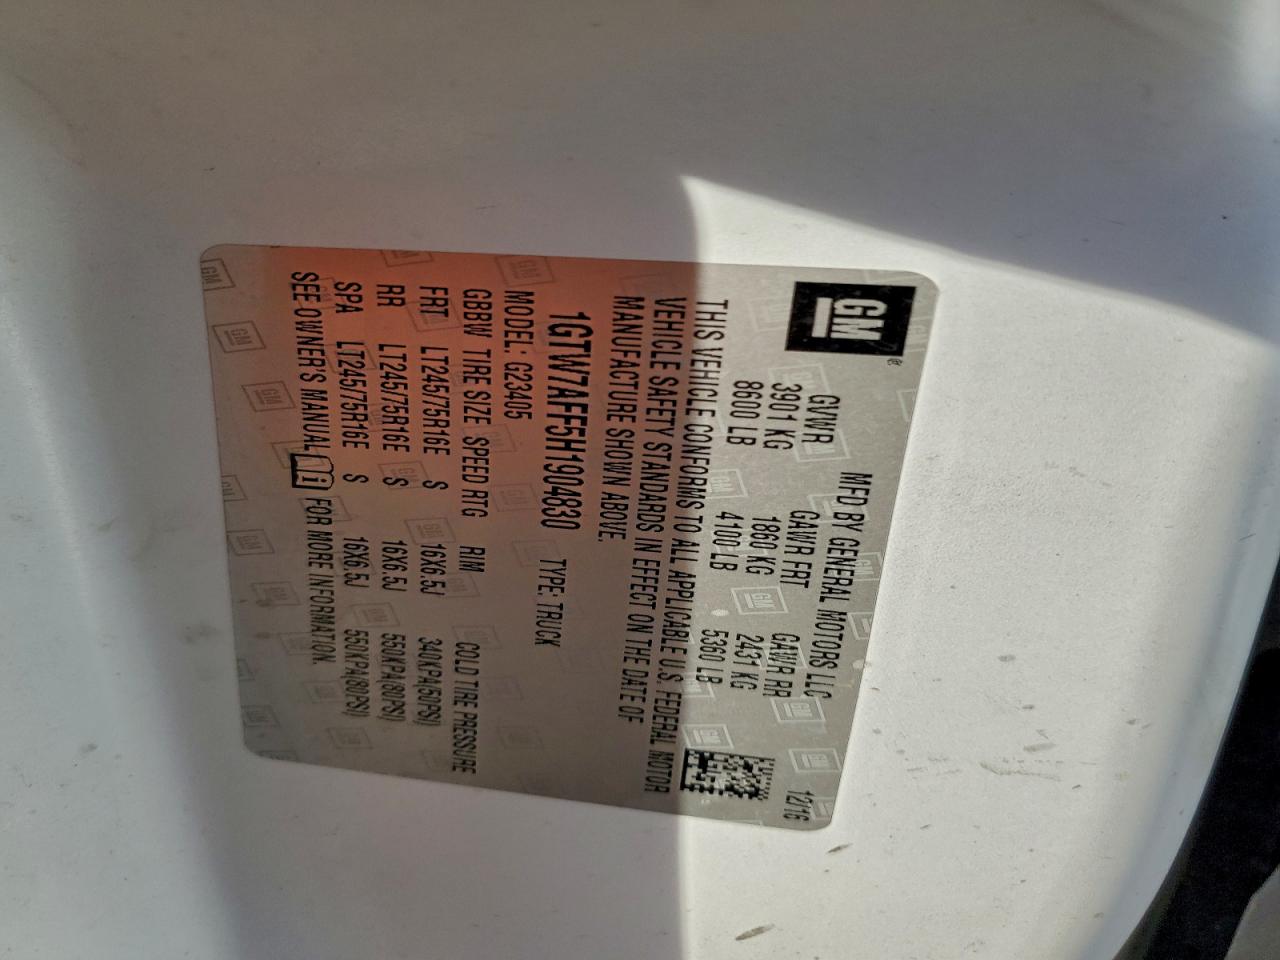 GM ®
MFD BY GENERAL MOTORS LLC 12/16
GVWR GAWR FRT GAWR RR
3901 KG 1860 KG 2431 KG
8600 LB 4100 LB 5360 LB
THIS VEHICLE CONFORMS TO ALL APPLICABLE U.S. FEDERAL MOTOR
VEHICLE SAFETY STANDARDS IN EFFECT ON THE DATE OF
MANUFACTURE SHOWN ABOVE.
1GTW7AFF5H1904830 TYPE: TRUCK
MODEL: G23405
GBBW TIRE SIZE SPEED RTG RIM COLD TIRE PRESSURE
FRT LT245/75R16E S 16X6.5J 340KPA(50PSI)
RR LT245/75R16E S 16X6.5J 550KPA(80PSI)
SPA LT245/75R16E S 16X6.5J 550KPA(80PSI)
SEE OWNER'S MANUAL FOR MORE INFORMATION.